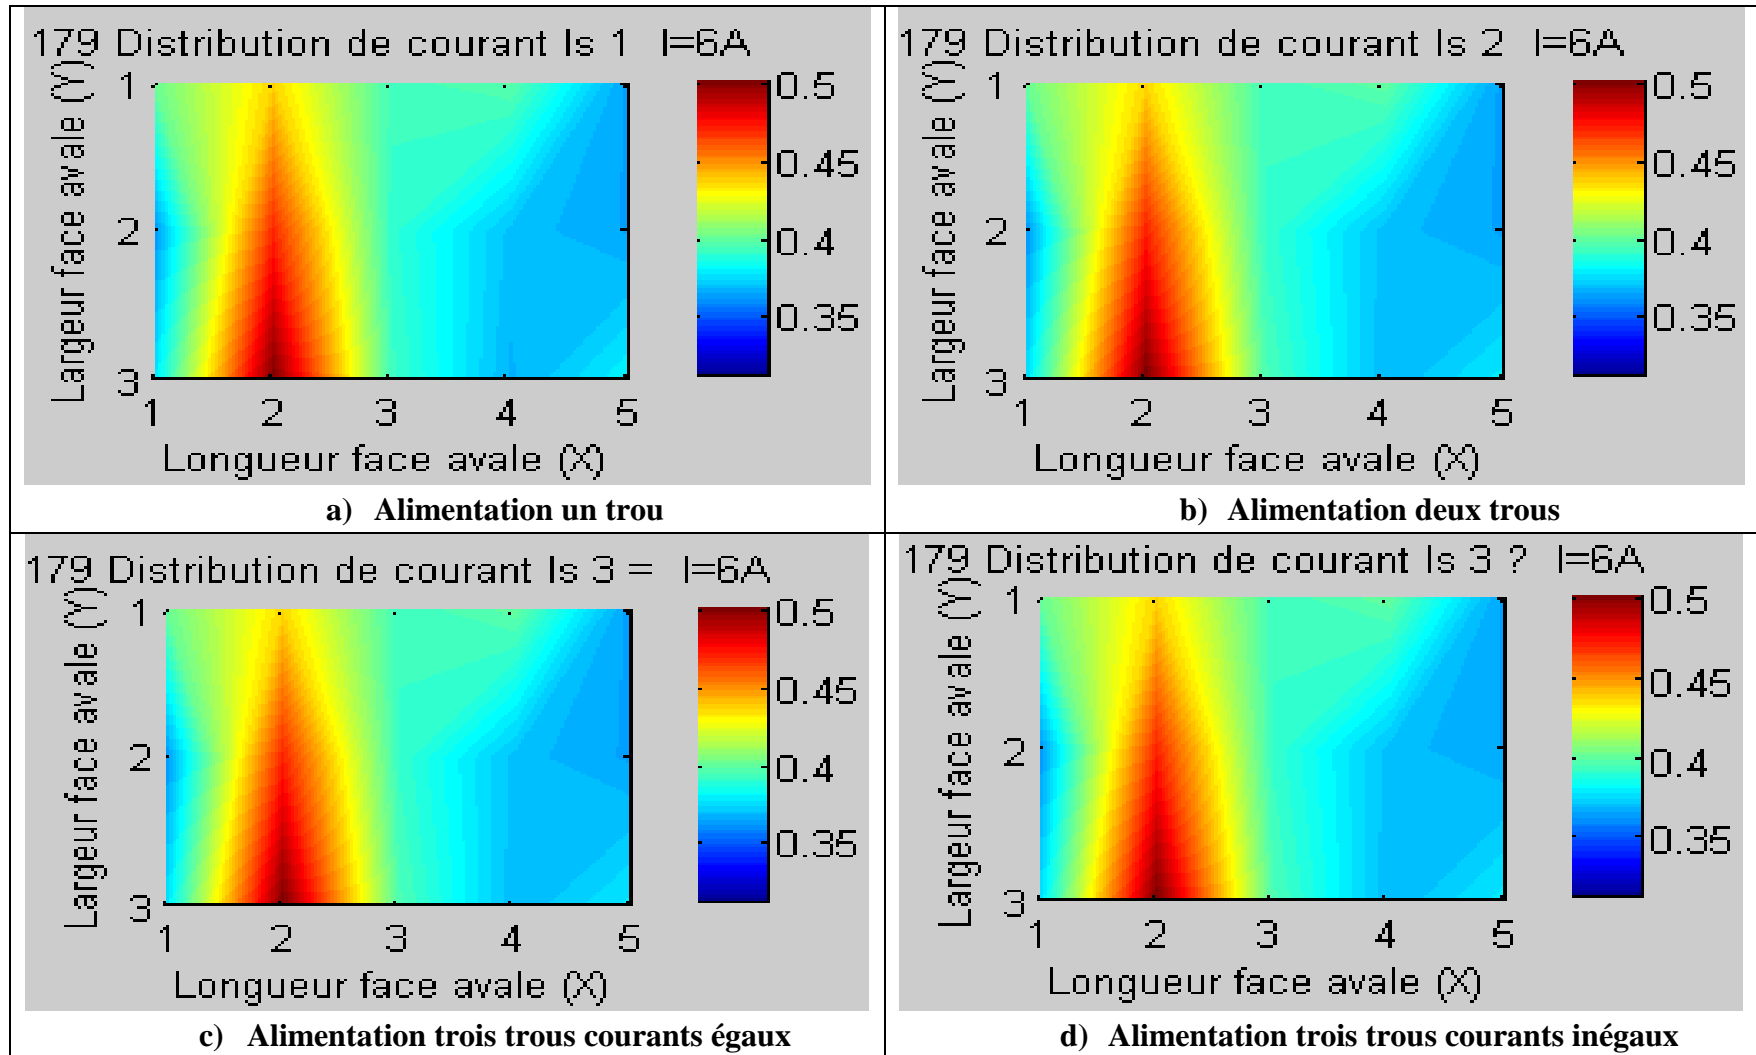 179 Distribution de courant Is 1 I=6A
Largeur face avale (Y)
1
2
3
1 2 3 4 5
Longueur face avale (X)
0.5
0.45
0.4
0.35
a) Alimentation un trou
179 Distribution de courant Is 2 I=6A
Largeur face avale (Y)
1
2
3
1 2 3 4 5
Longueur face avale (X)
0.5
0.45
0.4
0.35
b) Alimentation deux trous
179 Distribution de courant Is 3 = I=6A
Largeur face avale (Y)
1
2
3
1 2 3 4 5
Longueur face avale (X)
0.5
0.45
0.4
0.35
c) Alimentation trois trous courants égaux
179 Distribution de courant Is 3 ? I=6A
Largeur face avale (Y)
1
2
3
1 2 3 4 5
Longueur face avale (X)
0.5
0.45
0.4
0.35
d) Alimentation trois trous courants inégaux